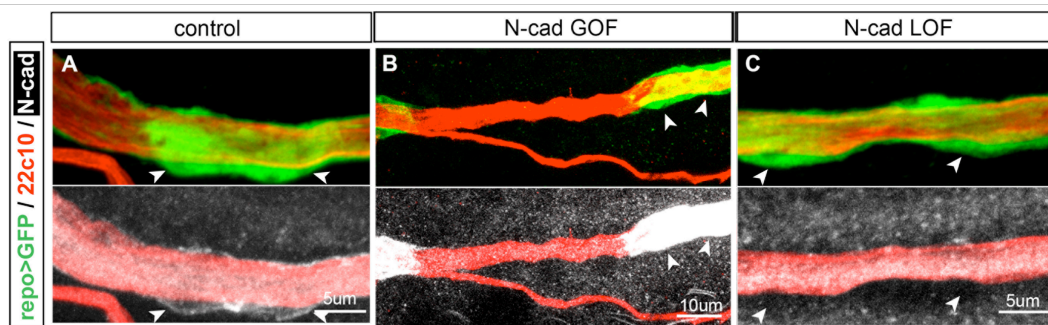 control
N-cad GOF
N-cad LOF
repo>GFP / 22c10 / N-cad
A
B
C
5um
10um
5um